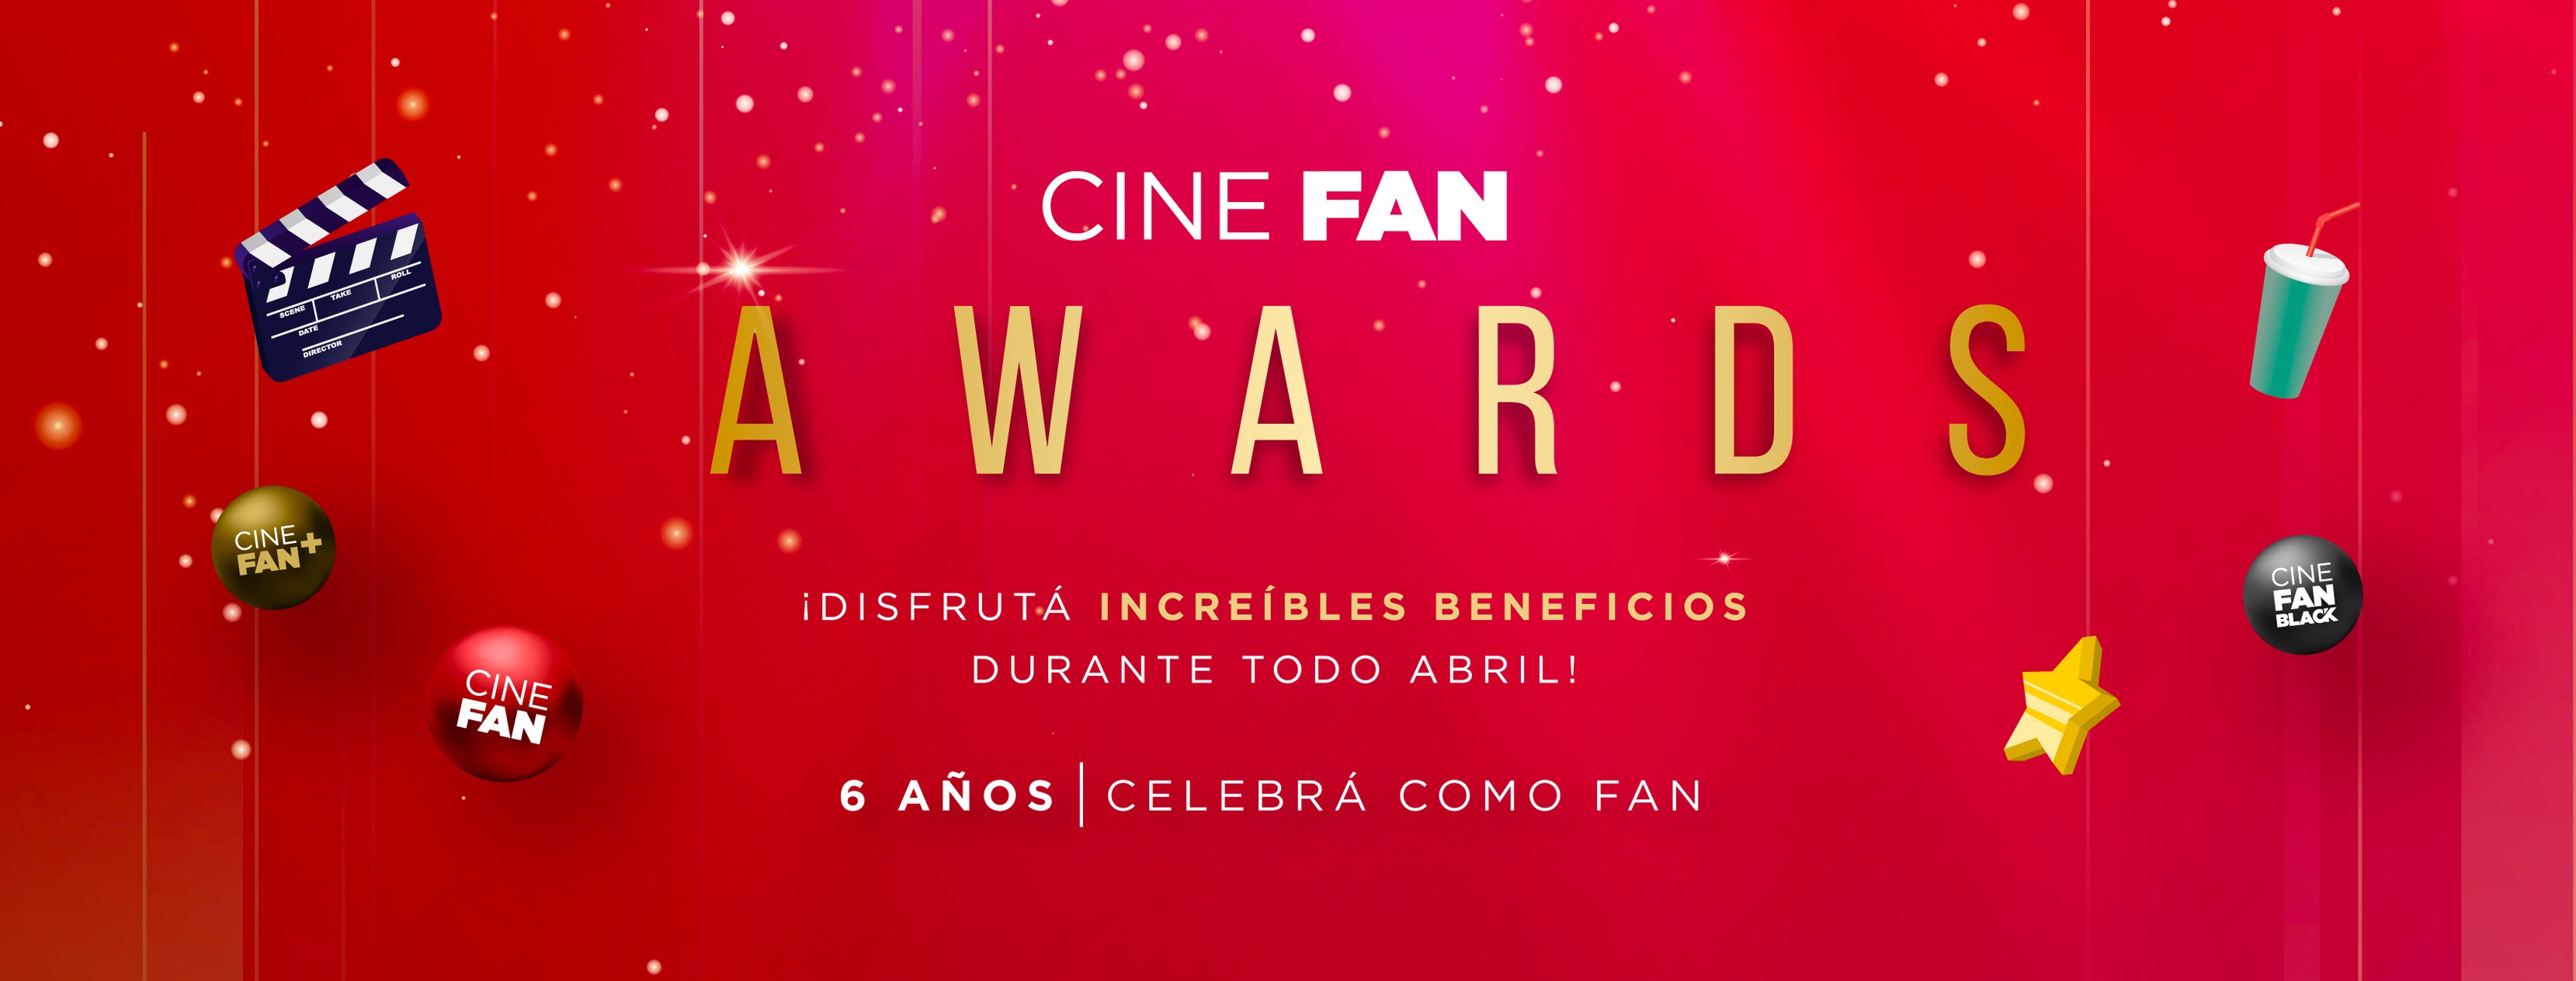 CINE FAN
AWARDS
¡DISFRUTÁ INCREÍBLES BENEFICIOS
DURANTE TODO ABRIL!
6 AÑOS | CELEBRÁ COMO FAN
SCENE TAKE ROLL
DATE
DIRECTOR
CINE
FAN+
CINE
FAN
CINE
FAN
BLACK